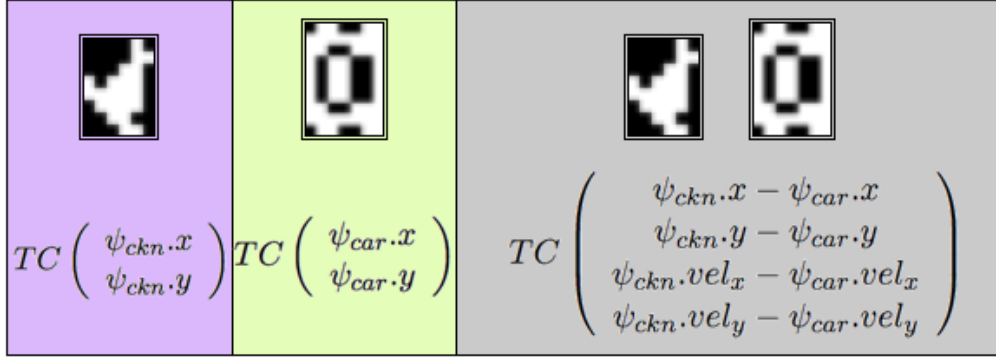 TC ( ψ_ckn.x
ψ_ckn.y )
TC ( ψ_car.x
ψ_car.y )
TC ( ψ_ckn.x − ψ_car.x
ψ_ckn.y − ψ_car.y
ψ_ckn.vel_x − ψ_car.vel_x
ψ_ckn.vel_y − ψ_car.vel_y )